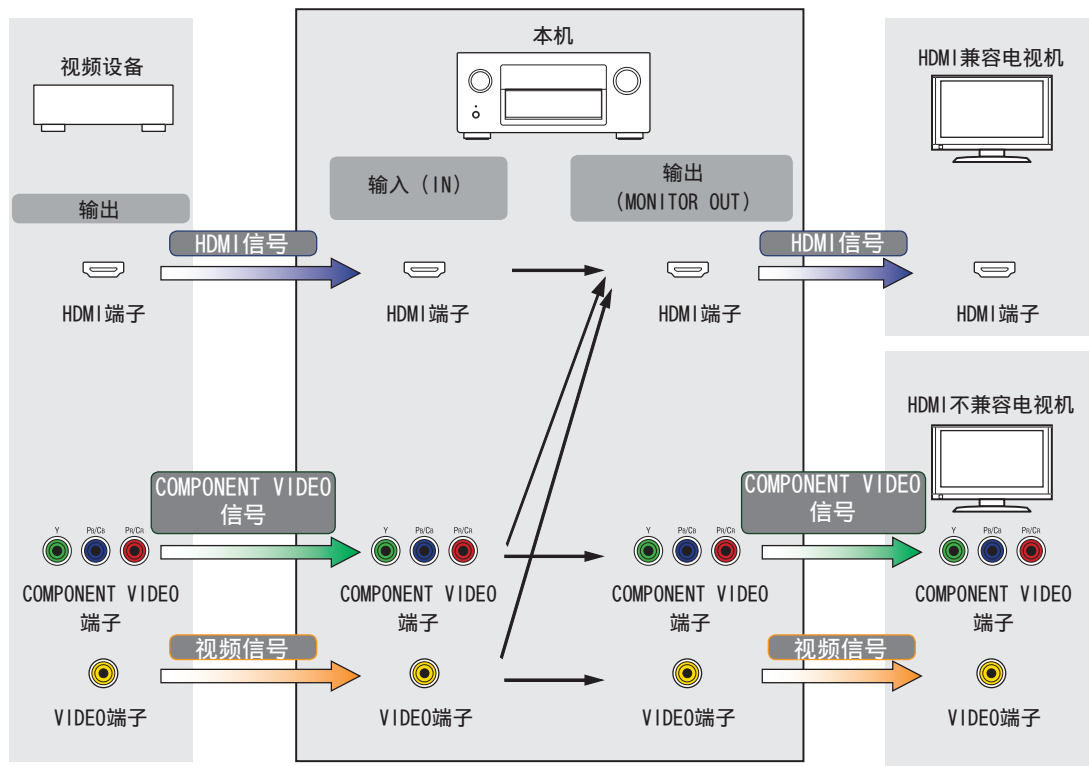 本机
视频设备
HDMI兼容电视机
输入（IN）
输出
(MONITOR OUT)
输出
HDMI信号
HDMI信号
HDMI端子
HDMI端子
HDMI端子
HDMI端子
HDMI不兼容电视机
COMPONENT VIDEO
信号
COMPONENT VIDEO
信号
Y PB/CB PR/CR
Y PB/CB PR/CR
Y PB/CB PR/CR
Y PB/CB PR/CR
COMPONENT VIDEO
端子
COMPONENT VIDEO
端子
COMPONENT VIDEO
端子
COMPONENT VIDEO
端子
视频信号
视频信号
VIDEO端子
VIDEO端子
VIDEO端子
VIDEO端子